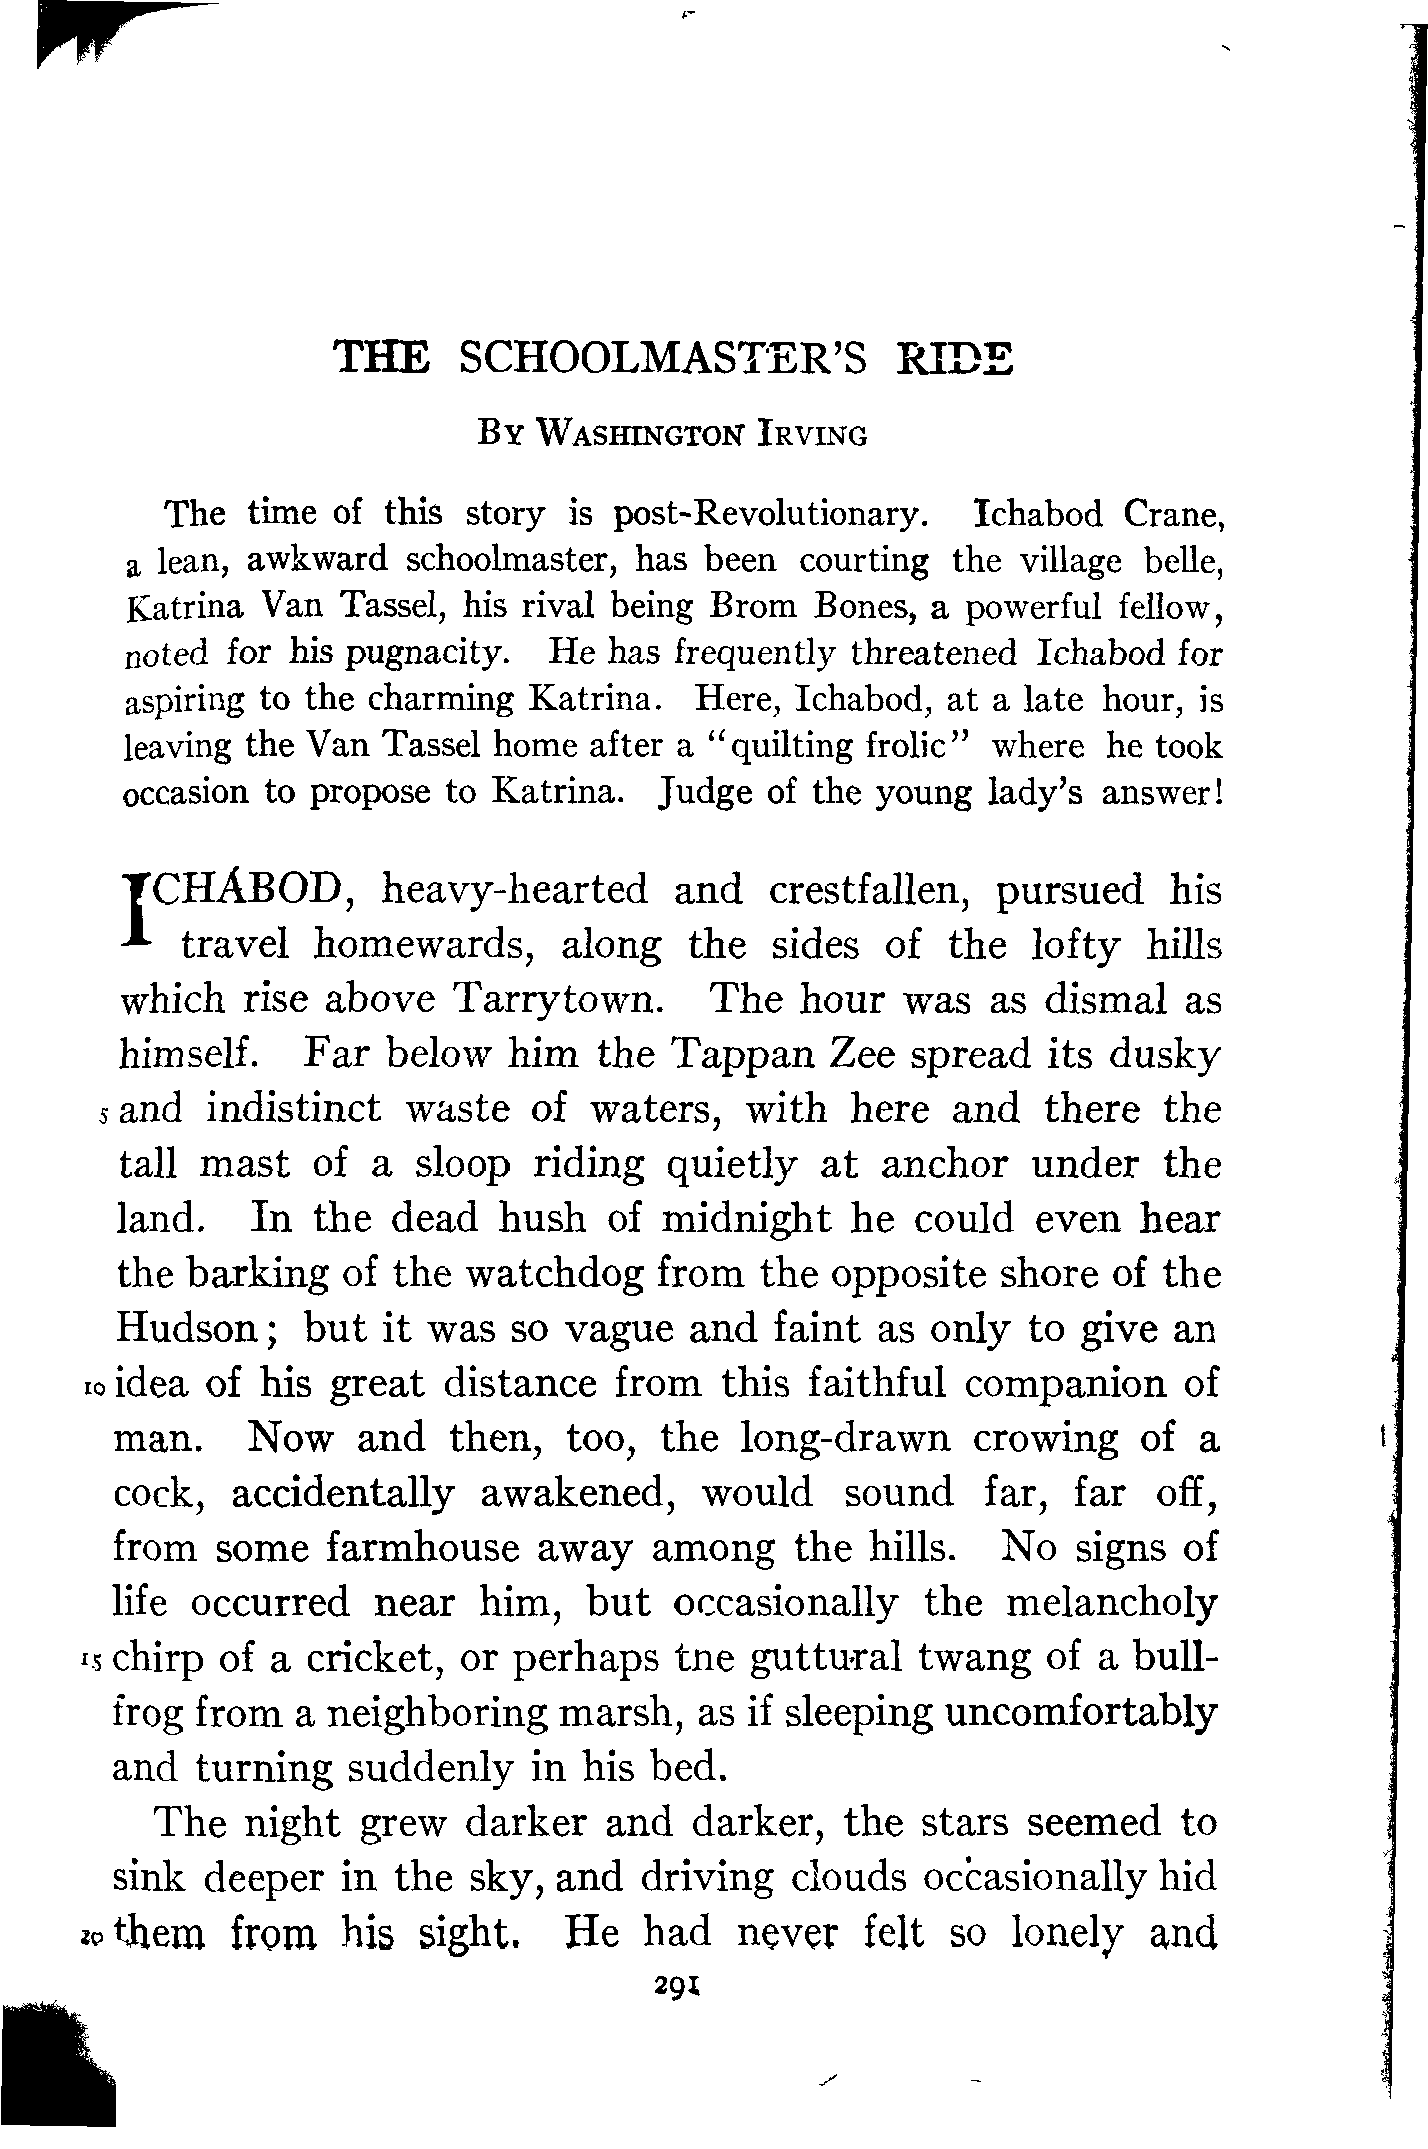 THE SCHOOLMASTER'S RIDE
BY WASHINGTON IRVING
The time of this story is post-Revolutionary. Ichabod Crane,
a lean, awkward schoolmaster, has been courting the village belle,
Katrina Van Tassel, his rival being Brom Bones, a powerful fellow,
noted for his pugnacity. He has frequently threatened Ichabod for
aspiring to the charming Katrina. Here, Ichabod, at a late hour, is
leaving the Van Tassel home after a "quilting frolic" where he took
occasion to propose to Katrina. Judge of the young lady's answer!
ICHABOD, heavy-hearted and crestfallen, pursued his
travel homewards, along the sides of the lofty hills
which rise above Tarrytown. The hour was as dismal as
himself. Far below him the Tappan Zee spread its dusky
5 and indistinct waste of waters, with here and there the
tall mast of a sloop riding quietly at anchor under the
land. In the dead hush of midnight he could even hear
the barking of the watchdog from the opposite shore of the
Hudson; but it was so vague and faint as only to give an
10 idea of his great distance from this faithful companion of
man. Now and then, too, the long-drawn crowing of a
cock, accidentally awakened, would sound far, far off,
from some farmhouse away among the hills. No signs of
life occurred near him, but occasionally the melancholy
15 chirp of a cricket, or perhaps the guttural twang of a bull-
frog from a neighboring marsh, as if sleeping uncomfortably
and turning suddenly in his bed.
The night grew darker and darker, the stars seemed to
sink deeper in the sky, and driving clouds occasionally hid
20 them from his sight. He had never felt so lonely and
291